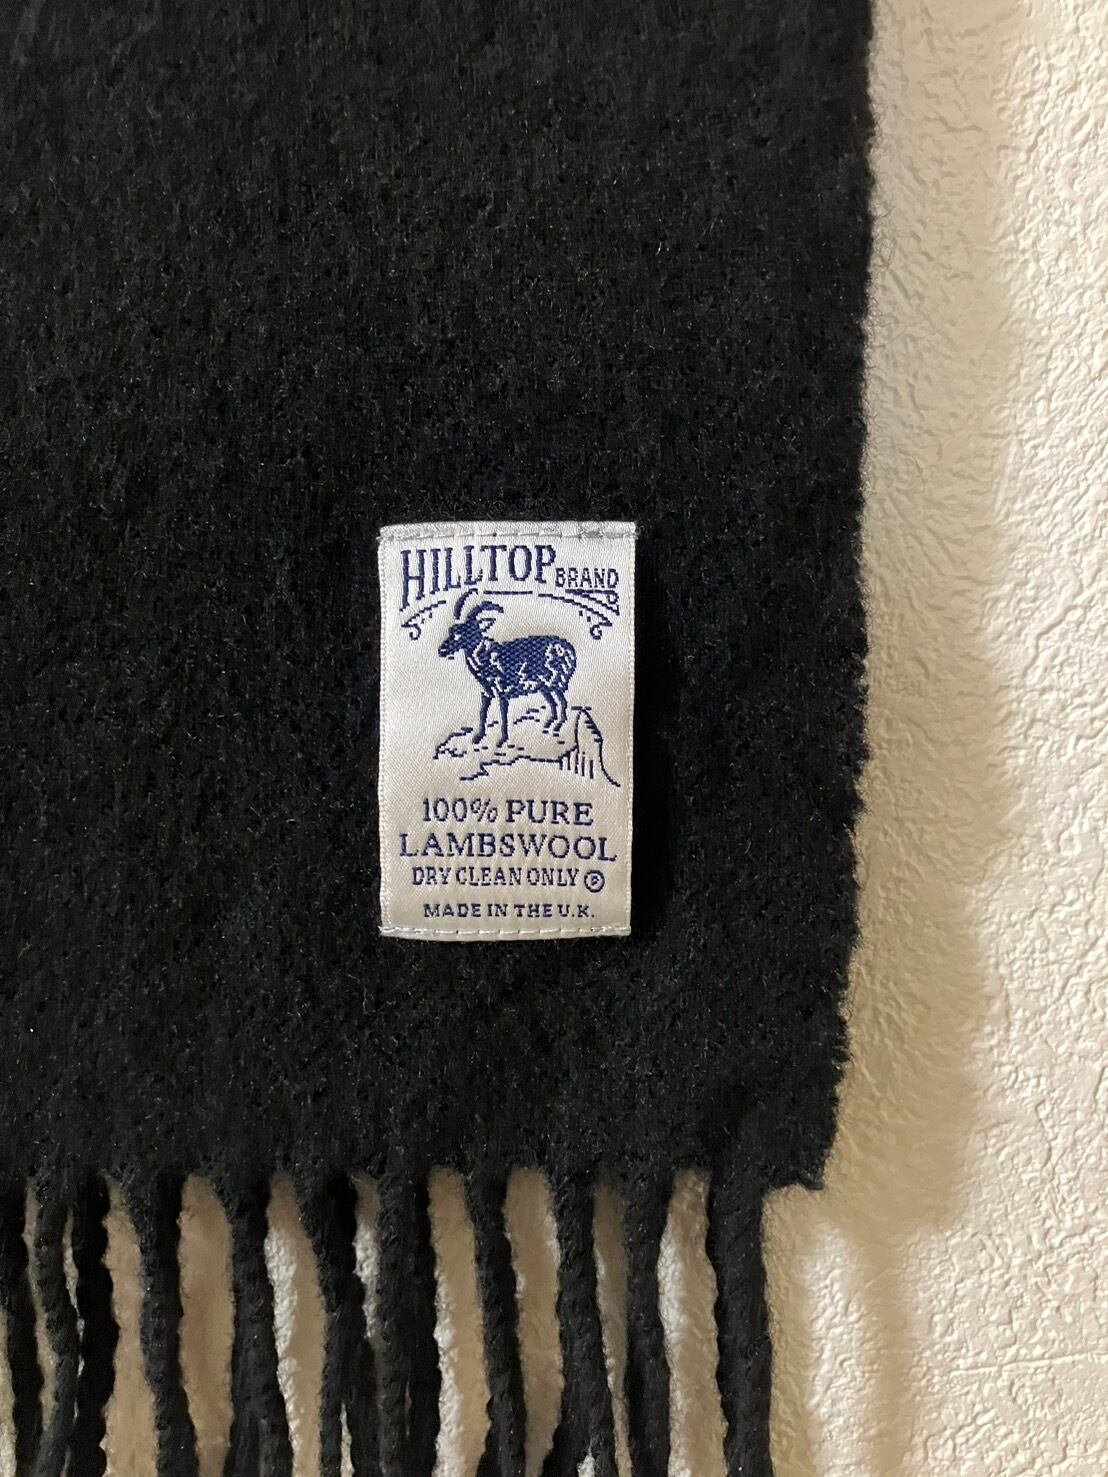 HILLTOP BRAND
100% PURE
LAMBSWOOL
DRY CLEAN ONLY Ⓟ
MADE IN THE U.K.